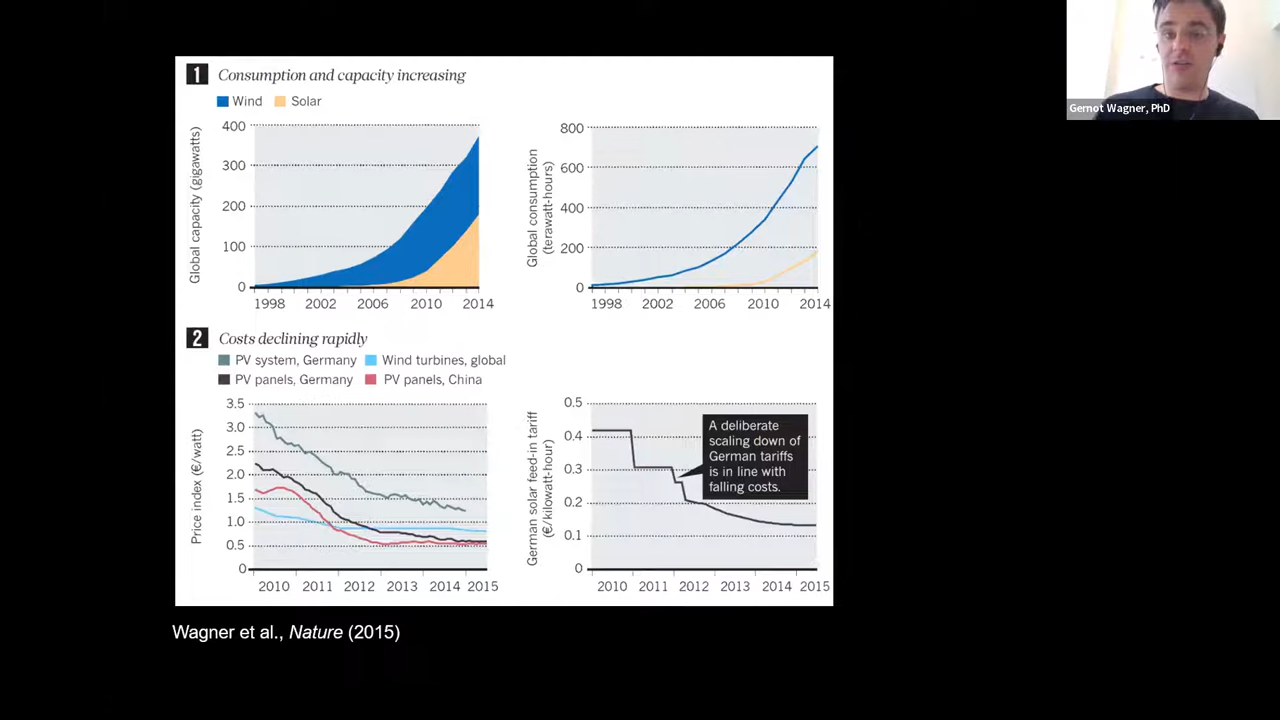 1 Consumption and capacity increasing
Wind Solar
Global capacity (gigawatts)
400
300
200
100
0
1998 2002 2006 2010 2014
Global consumption
(terawatt-hours)
800
600
400
200
0
1998 2002 2006 2010 2014
2 Costs declining rapidly
PV system, Germany Wind turbines, global
PV panels, Germany PV panels, China
Price index (€/watt)
3.5
3.0
2.5
2.0
1.5
1.0
0.5
0
2010 2011 2012 2013 2014 2015
German solar feed-in tariff
(€/kilowatt-hour)
0.5
0.4
0.3
0.2
0.1
0
2010 2011 2012 2013 2014 2015
A deliberate
scaling down of
German tariffs
is in line with
falling costs.
Wagner et al., Nature (2015)
Gernot Wagner, PhD